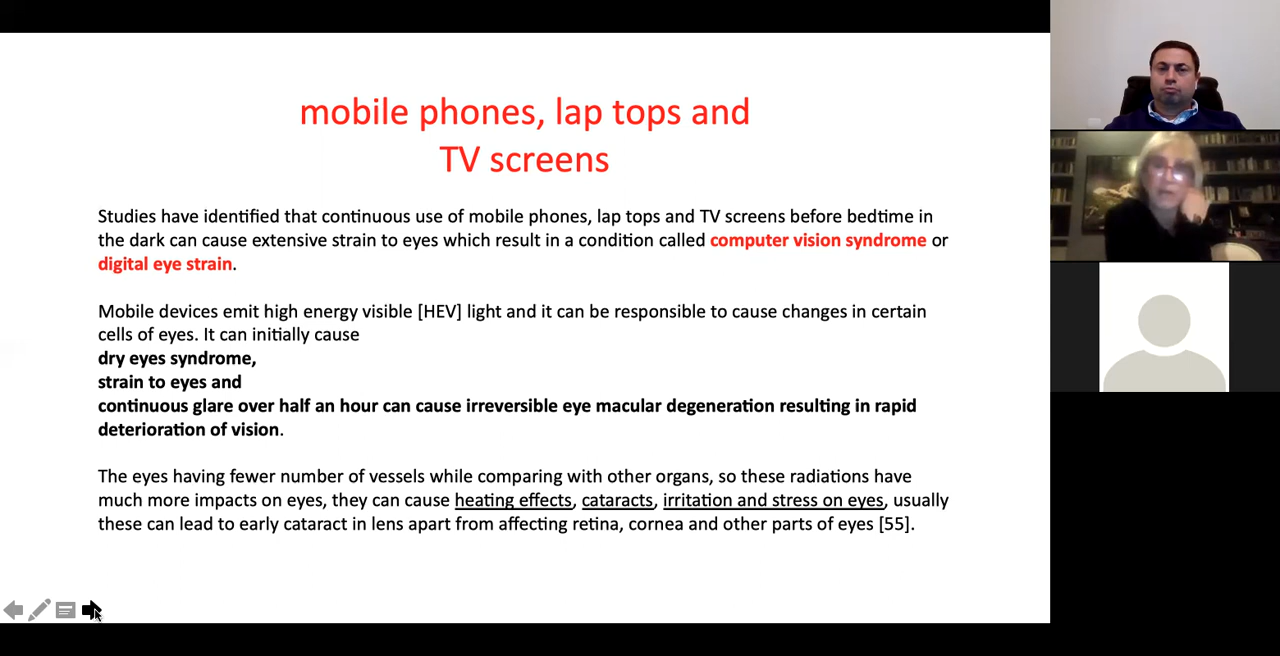 mobile phones, lap tops and
TV screens
Studies have identified that continuous use of mobile phones, lap tops and TV screens before bedtime in
the dark can cause extensive strain to eyes which result in a condition called computer vision syndrome or
digital eye strain.
Mobile devices emit high energy visible [HEV] light and it can be responsible to cause changes in certain
cells of eyes. It can initially cause
dry eyes syndrome,
strain to eyes and
continuous glare over half an hour can cause irreversible eye macular degeneration resulting in rapid
deterioration of vision.
The eyes having fewer number of vessels while comparing with other organs, so these radiations have
much more impacts on eyes, they can cause heating effects, cataracts, irritation and stress on eyes, usually
these can lead to early cataract in lens apart from affecting retina, cornea and other parts of eyes [55].